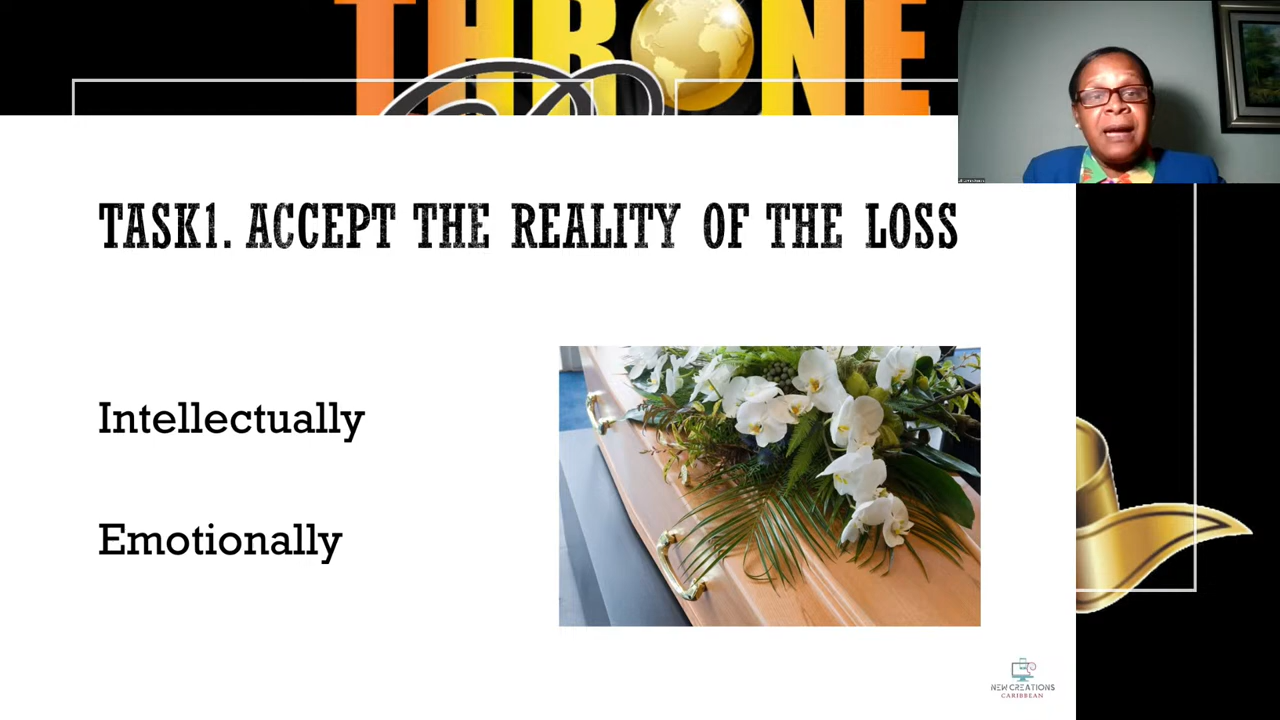 THRONE
TASK1. ACCEPT THE REALITY OF THE LOSS
Intellectually
Emotionally
NEW CREATIONS
CARIBBEAN